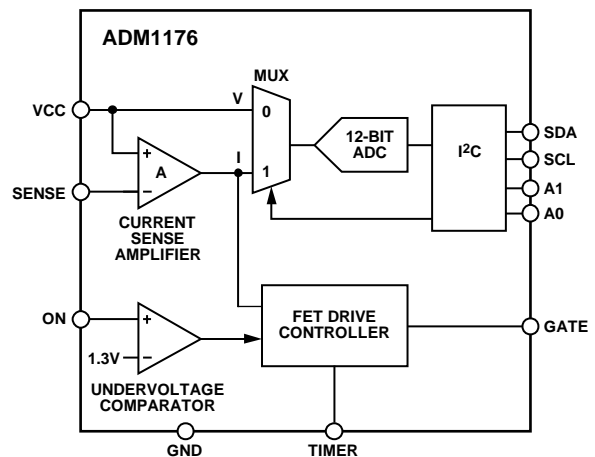 ADM1176
MUX
VCC
V
0
12-BIT
ADC
I²C
SDA
SCL
A1
A0
I
1
+
A
–
SENSE
CURRENT
SENSE
AMPLIFIER
ON
+
1.3V
–
UNDERVOLTAGE
COMPARATOR
FET DRIVE
CONTROLLER
GATE
GND
TIMER